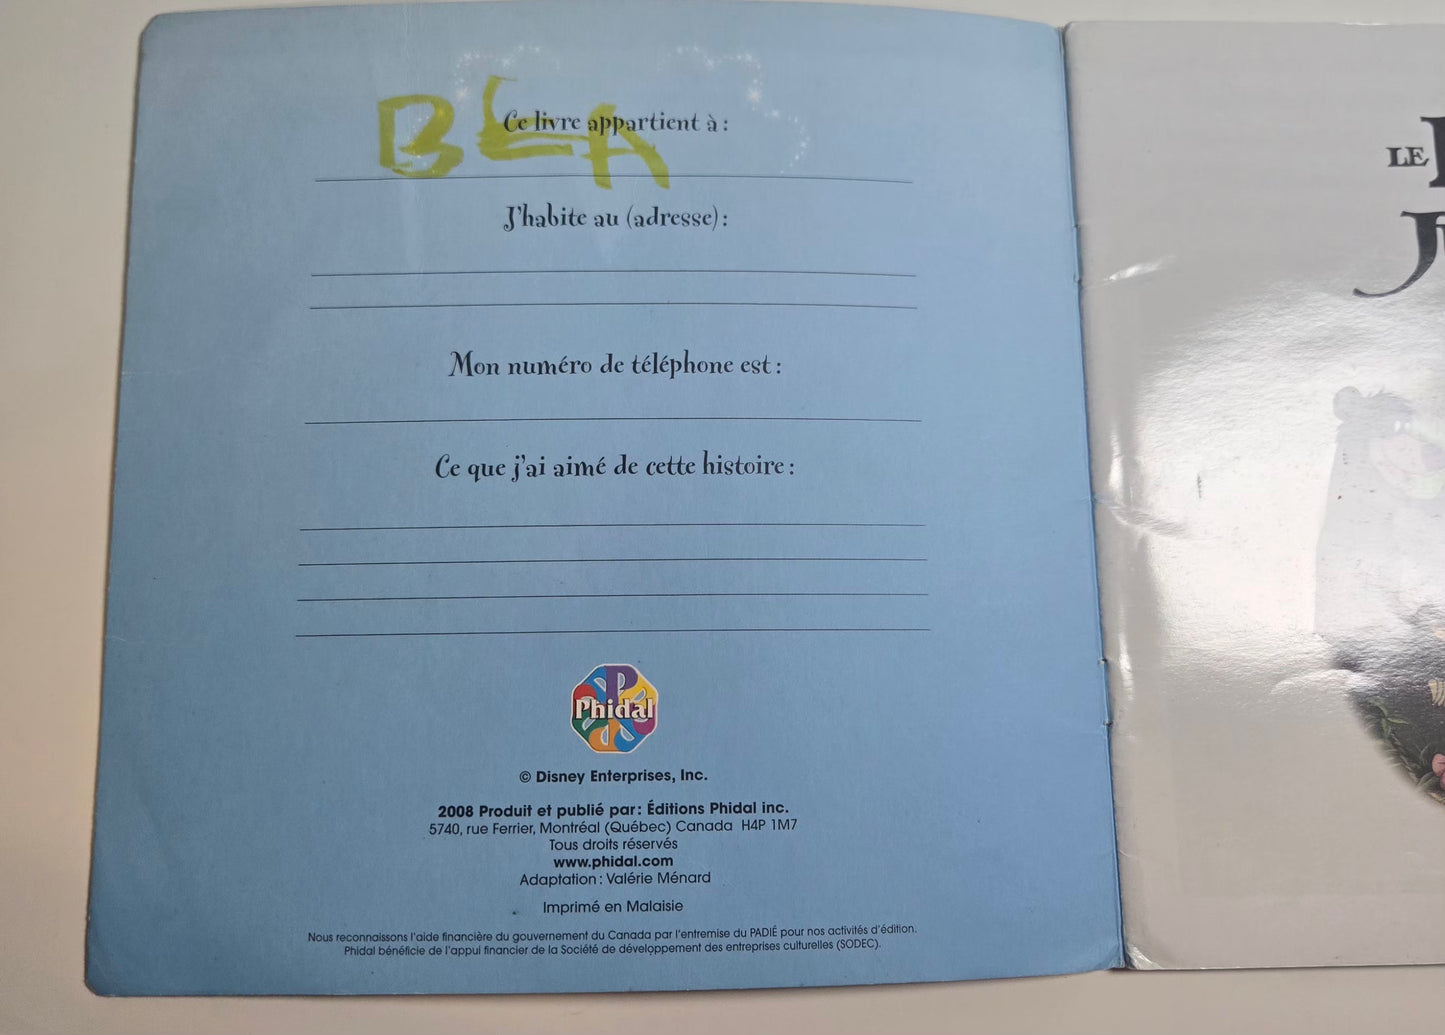 BLA
Ce livre appartient à :
J'habite au (adresse) :
Mon numéro de téléphone est :
Ce que j'ai aimé de cette histoire :
P
Phidal
© Disney Enterprises, Inc.
2008 Produit et publié par : Éditions Phidal inc.
5740, rue Ferrier, Montréal (Québec) Canada H4P 1M7
Tous droits réservés
www.phidal.com
Adaptation : Valérie Ménard
Imprimé en Malaisie
Nous reconnaissons l'aide financière du gouvernement du Canada par l'entremise du PADIÉ pour nos activités d'édition.
Phidal bénéficie de l'appui financier de la Société de développement des entreprises culturelles (SODEC).
LE